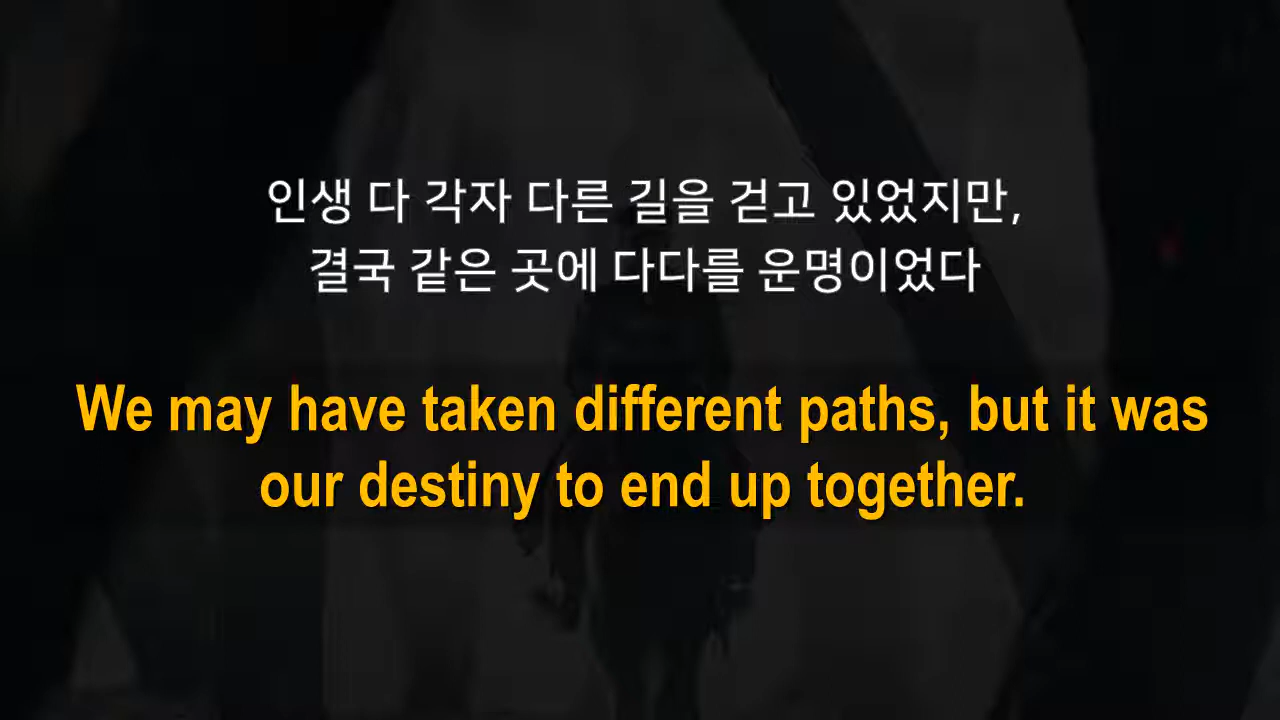 인생 다 각자 다른 길을 걷고 있었지만,
결국 같은 곳에 다다를 운명이었다
We may have taken different paths, but it was
our destiny to end up together.